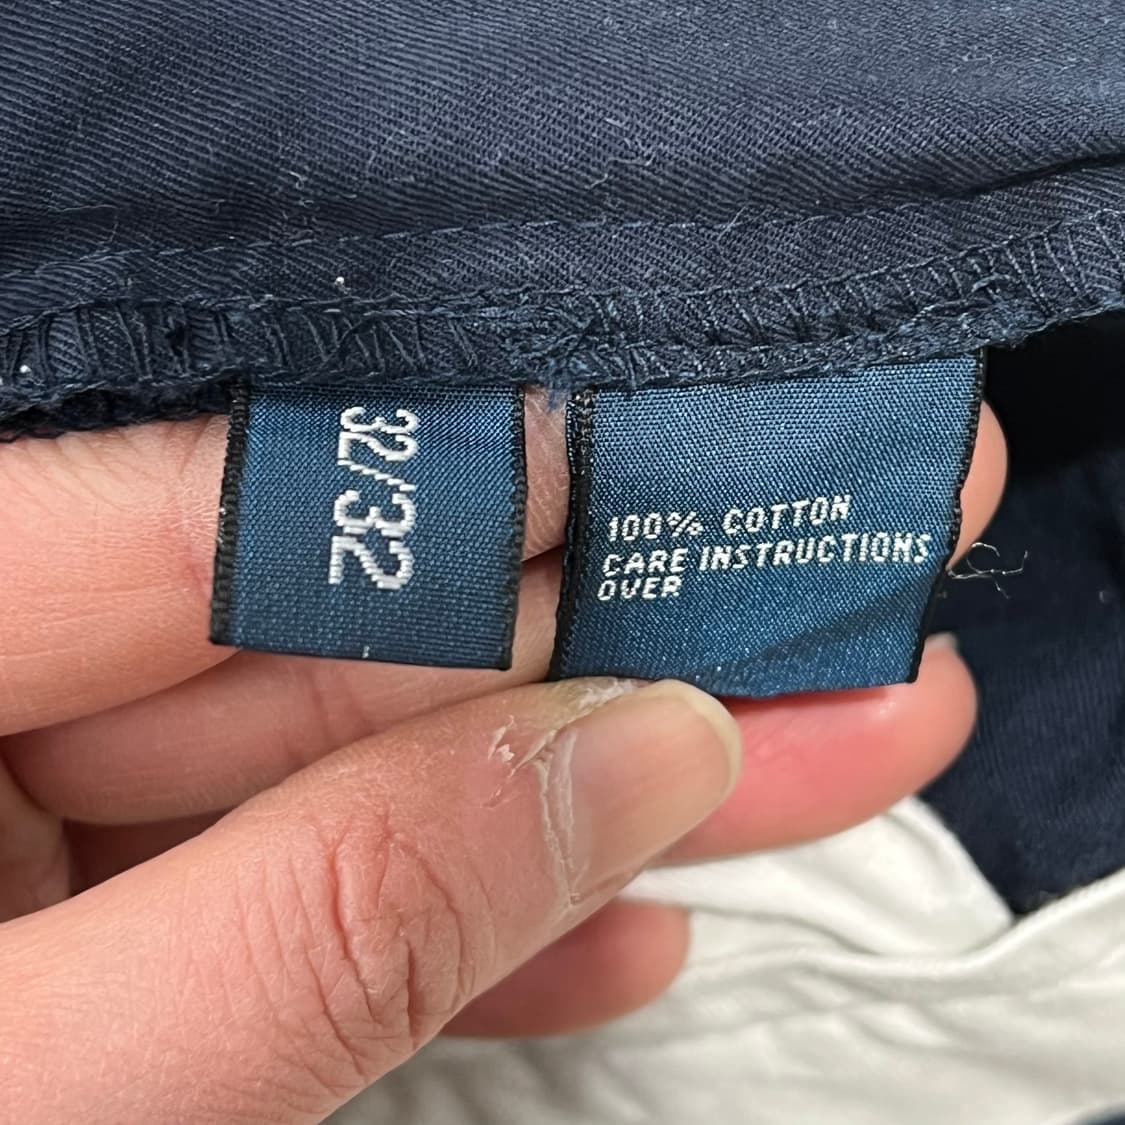 32/32
100% COTTON
CARE INSTRUCTIONS
OVER